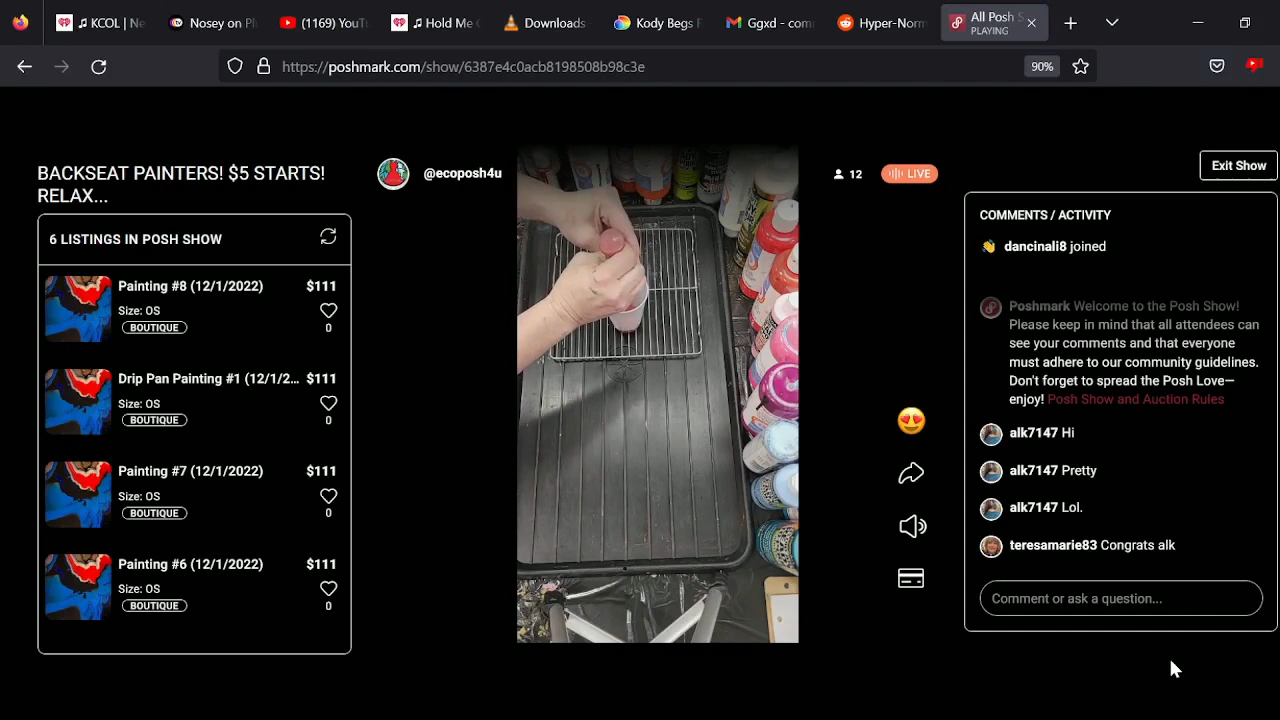 KCOL | Ne
Nosey on Pl
(1169) YouT
Hold Me C
Downloads
Kody Begs F
Ggxd - com
Hyper-Norm
All Posh S
PLAYING
https://poshmark.com/show/6387e4c0acb8198508b98c3e
90%
BACKSEAT PAINTERS! $5 STARTS!
RELAX...
@ecoposh4u
12
LIVE
Exit Show
6 LISTINGS IN POSH SHOW
Painting #8 (12/1/2022) $111
Size: OS
BOUTIQUE 0
Drip Pan Painting #1 (12/1/2... $111
Size: OS
BOUTIQUE 0
Painting #7 (12/1/2022) $111
Size: OS
BOUTIQUE 0
Painting #6 (12/1/2022) $111
Size: OS
BOUTIQUE 0
COMMENTS / ACTIVITY
dancinali8 joined
Poshmark Welcome to the Posh Show!
Please keep in mind that all attendees can
see your comments and that everyone
must adhere to our community guidelines.
Don't forget to spread the Posh Love—
enjoy! Posh Show and Auction Rules
alk7147 Hi
alk7147 Pretty
alk7147 Lol.
teresamarie83 Congrats alk
Comment or ask a question...